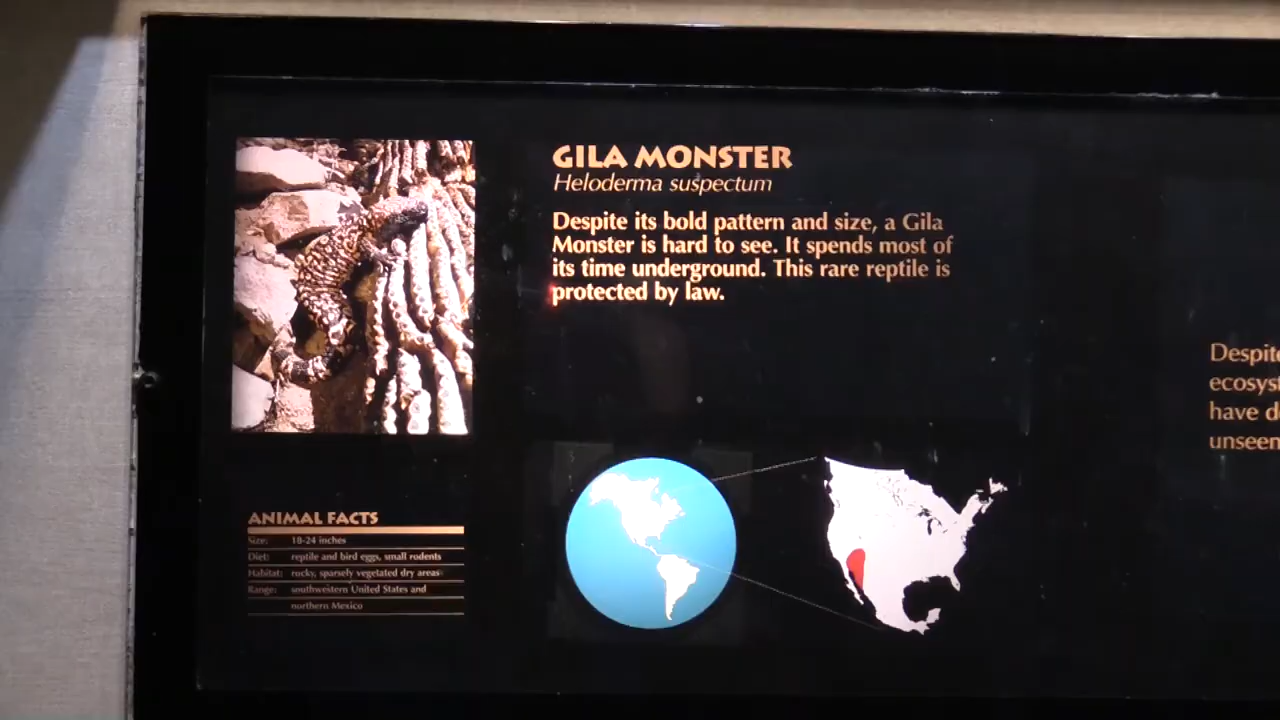 GILA MONSTER
Heloderma suspectum
Despite its bold pattern and size, a Gila
Monster is hard to see. It spends most of
its time underground. This rare reptile is
protected by law.
ANIMAL FACTS
Size: 18-24 inches
Diet: reptile and bird eggs, small rodents
Habitat: rocky, sparsely vegetated dry areas
Range: southwestern United States and
northern Mexico
Despite
ecosyst
have d
unseen